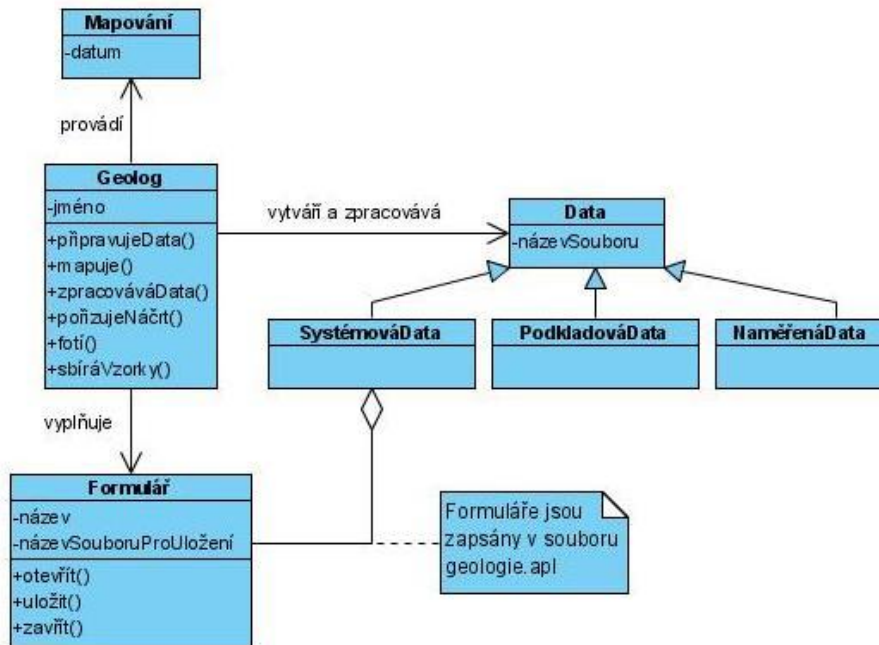 Mapování
-datum
provádí
Geolog
-jméno
+připravujeData()
+mapuje()
+zpracováváData()
+pořizujeNáčrt()
+fotí()
+sbíráVzorky()
vytváří a zpracovává
Data
-názevSouboru
SystémováData
PodkladováData
NaměřenáData
vyplňuje
Formulář
-název
-názevSouboruProUložení
+otevřít()
+uložit()
+zavřít()
Formuláře jsou
zapsány v souboru
geologie.apl